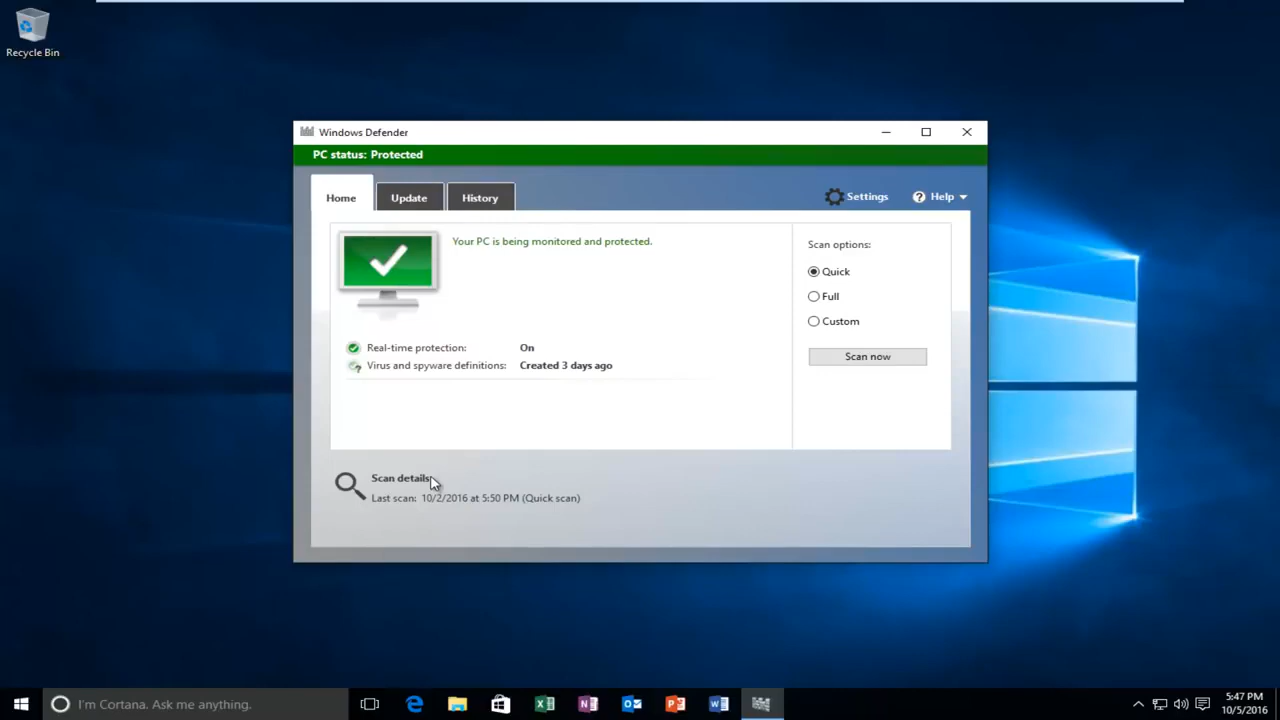 Recycle Bin
Windows Defender
PC status: Protected
Home
Update
History
Settings
Help
Your PC is being monitored and protected.
Scan options:
Quick
Full
Custom
Scan now
Real-time protection: On
Virus and spyware definitions: Created 3 days ago
Scan details
Last scan: 10/2/2016 at 5:50 PM (Quick scan)
I'm Cortana. Ask me anything.
5:47 PM
10/5/2016